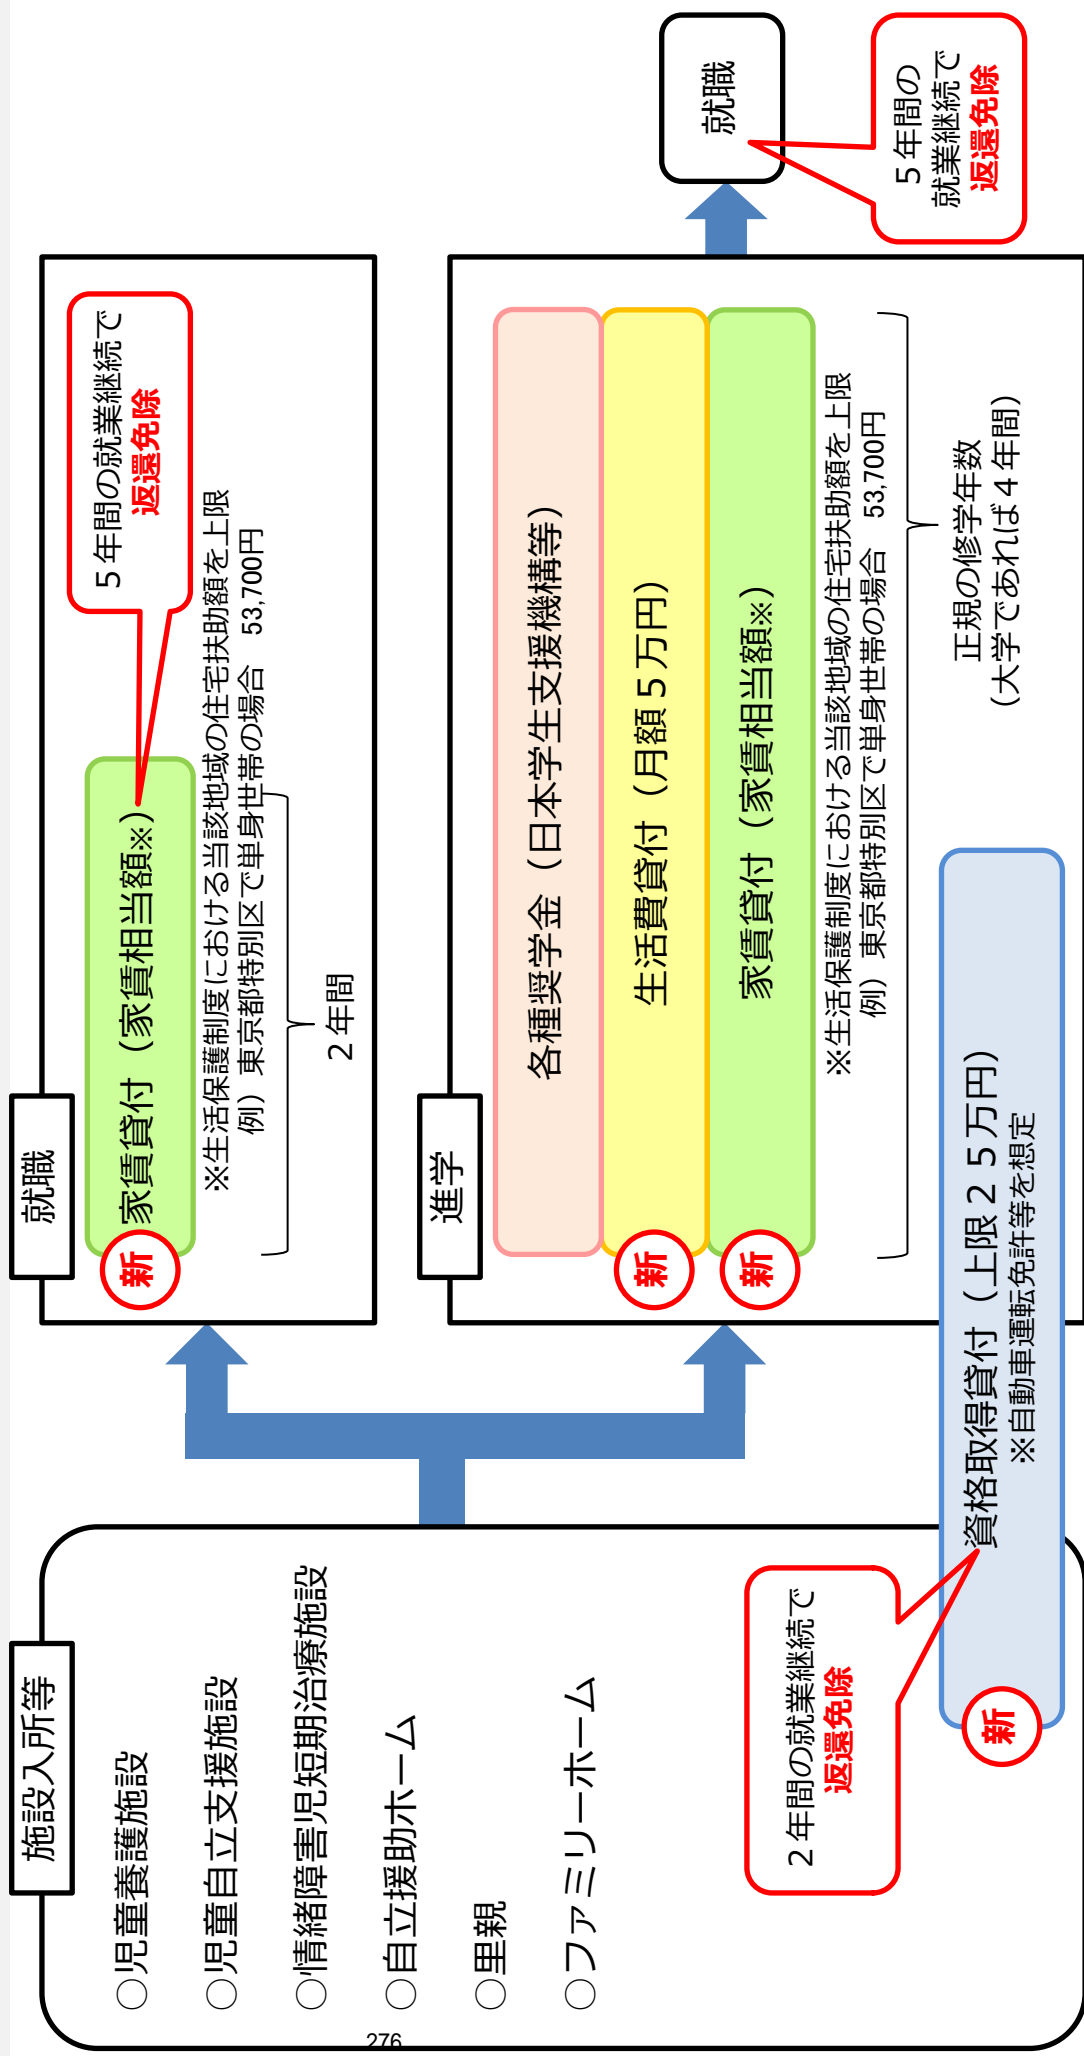 施設入所等
○児童養護施設
○児童自立支援施設
○情緒障害児短期治療施設
○自立援助ホーム
○里親
○ファミリーホーム
２年間の就業継続で
返還免除
新
資格取得貸付（上限２５万円）
※自動車運転免許等を想定
就職
新
家賃貸付（家賃相当額※）
５年間の就業継続で
返還免除
※生活保護制度における当該地域の住宅扶助額を上限
例）東京都特別区で単身世帯の場合　53,700円
２年間
進学
各種奨学金（日本学生支援機構等）
新
生活費貸付（月額５万円）
新
家賃貸付（家賃相当額※）
※生活保護制度における当該地域の住宅扶助額を上限
例）東京都特別区で単身世帯の場合　53,700円
正規の修学年数
（大学であれば４年間）
就職
５年間の
就業継続で
返還免除
276